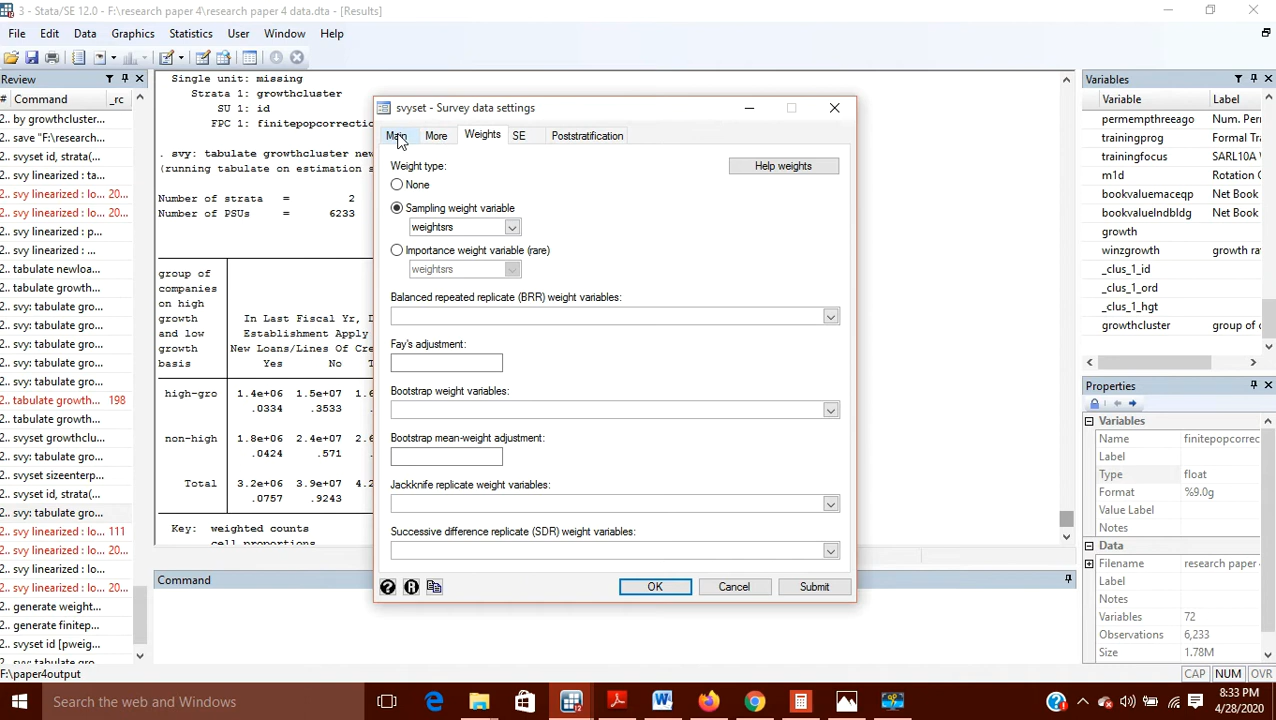 3 - Stata/SE 12.0 - F:\research paper 4\research paper 4 data.dta - [Results]
File Edit Data Graphics Statistics User Window Help
Review
# Command _rc
2.. by growthcluster...
2.. save "F:\research...
2.. svyset id, strata(...
2.. svy linearized : ta...
2.. svy linearized : lo... 20...
2.. svy linearized : lo... 20...
2.. svy linearized : p...
2.. svy linearized : ...
2.. tabulate newloa...
2.. tabulate growth...
2.. svy: tabulate gro...
2.. svy: tabulate gro...
2.. svy: tabulate gro...
2.. tabulate growth... 198
2.. tabulate growth...
2.. svyset growthclu...
2.. svy: tabulate gro...
2.. svyset sizeenterp...
2.. svyset id, strata(...
2.. svy: tabulate gro...
2.. svy linearized : lo... 111
2.. svy linearized : lo... 20...
2.. svy linearized : lo...
2.. svy linearized : lo... 20...
2.. generate weight...
2.. generate finitep...
2.. svyset id [pweig...
2.. svy: tabulate gro...
Single unit: missing
Strata 1: growthcluster
SU 1: id
FPC 1: finitepopcorrectio
. svy: tabulate growthcluster new
(running tabulate on estimation s
Number of strata = 2
Number of PSUs = 6233
group of
companies
on high
growth In Last Fiscal Yr, D
and low Establishment Apply
growth New Loans/Lines Of Cre
basis Yes No T
high-gro 1.4e+06 1.5e+07 1.6
.0334 .3533
non-high 1.8e+06 2.4e+07 2.6
.0424 .571
Total 3.2e+06 3.9e+07 4.2
.0757 .9243
Key: weighted counts
cell proportions
Command
svyset - Survey data settings
Main More Weights SE Poststratification
Weight type:
Help weights
None
Sampling weight variable
weightsrs
Importance weight variable (rare)
weightsrs
Balanced repeated replicate (BRR) weight variables:
Fay's adjustment:
Bootstrap weight variables:
Bootstrap mean-weight adjustment:
Jackknife replicate weight variables:
Successive difference replicate (SDR) weight variables:
OK Cancel Submit
Variables
Variable Label
permempthreeago Num. Perm
trainingprog Formal Tra
trainingfocus SARL10A
m1d Rotation G
bookvaluemaceqp Net Book
bookvaluelndbldg Net Book
growth
winzgrowth growth rat
_clus_1_id
_clus_1_ord
_clus_1_hgt
growthcluster group of c
Properties
Variables
Name finitepopcorrec
Label
Type float
Format %9.0g
Value Label
Notes
Data
Filename research paper
Label
Notes
Variables 72
Observations 6,233
Size 1.78M
F:\paper4output
CAP NUM OVR
Search the web and Windows
8:33 PM
4/28/2020